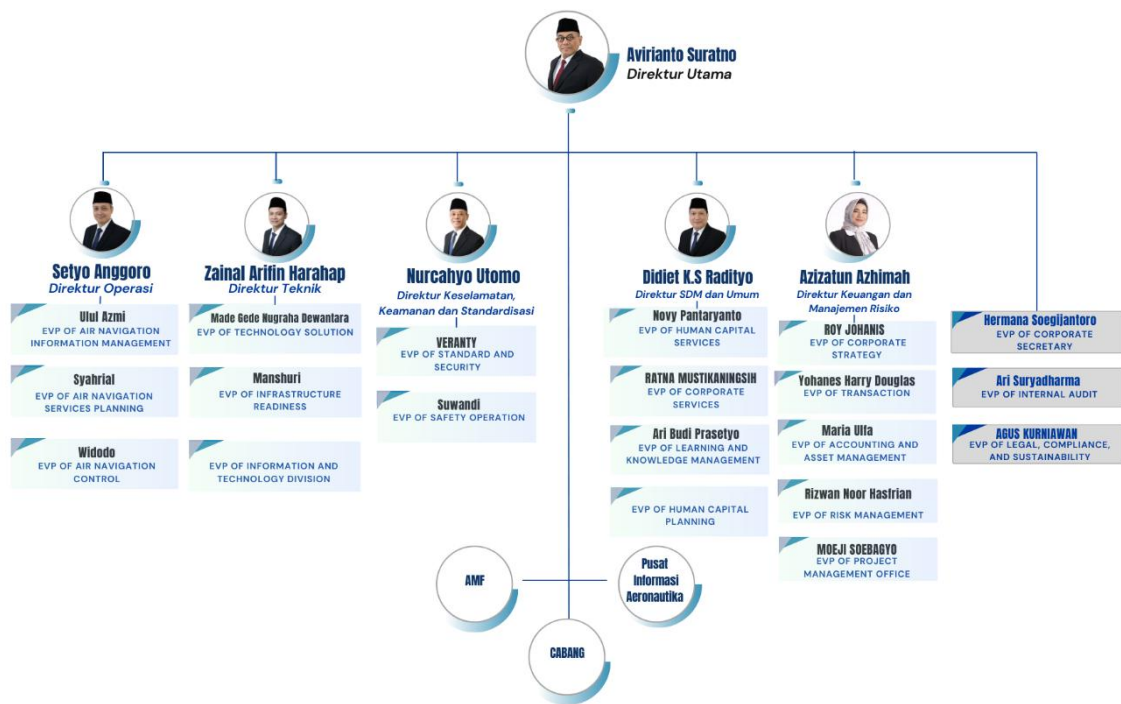 Avirianto Suratno
Direktur Utama
Setyo Anggoro
Direktur Operasi
Ulul Azmi
EVP OF AIR NAVIGATION
INFORMATION MANAGEMENT
Syahrial
EVP OF AIR NAVIGATION
SERVICES PLANNING
Widodo
EVP OF AIR NAVIGATION
CONTROL
Zainal Arifin Harahap
Direktur Teknik
Made Gede Nugraha Dewantara
EVP OF TECHNOLOGY SOLUTION
Manshuri
EVP OF INFRASTRUCTURE
READINESS
EVP OF INFORMATION AND
TECHNOLOGY DIVISION
Nurcahyo Utomo
Direktur Keselamatan,
Keamanan dan Standardisasi
VERANTY
EVP OF STANDARD AND
SECURITY
Suwandi
EVP OF SAFETY OPERATION
Didiet K.S Radityo
Direktur SDM dan Umum
Novy Pantaryanto
EVP OF HUMAN CAPITAL
SERVICES
RATNA MUSTIKANINGSIH
EVP OF CORPORATE
SERVICES
Ari Budi Prasetyo
EVP OF LEARNING AND
KNOWLEDGE MANAGEMENT
EVP OF HUMAN CAPITAL
PLANNING
Azizatun Azhimah
Direktur Keuangan dan
Manajemen Risiko
ROY JOHANIS
EVP OF CORPORATE
STRATEGY
Yohanes Harry Douglas
EVP OF TRANSACTION
Maria Ulfa
EVP OF ACCOUNTING AND
ASSET MANAGEMENT
Rizwan Noor Hasfrian
EVP OF RISK MANAGEMENT
MOEJI SOEBAGYO
EVP OF PROJECT
MANAGEMENT OFFICE
Hermana Soegijantoro
EVP OF CORPORATE
SECRETARY
Ari Suryadharma
EVP OF INTERNAL AUDIT
AGUS KURNIAWAN
EVP OF LEGAL, COMPLIANCE,
AND SUSTAINABILITY
AMF
Pusat
Informasi
Aeronautika
CABANG